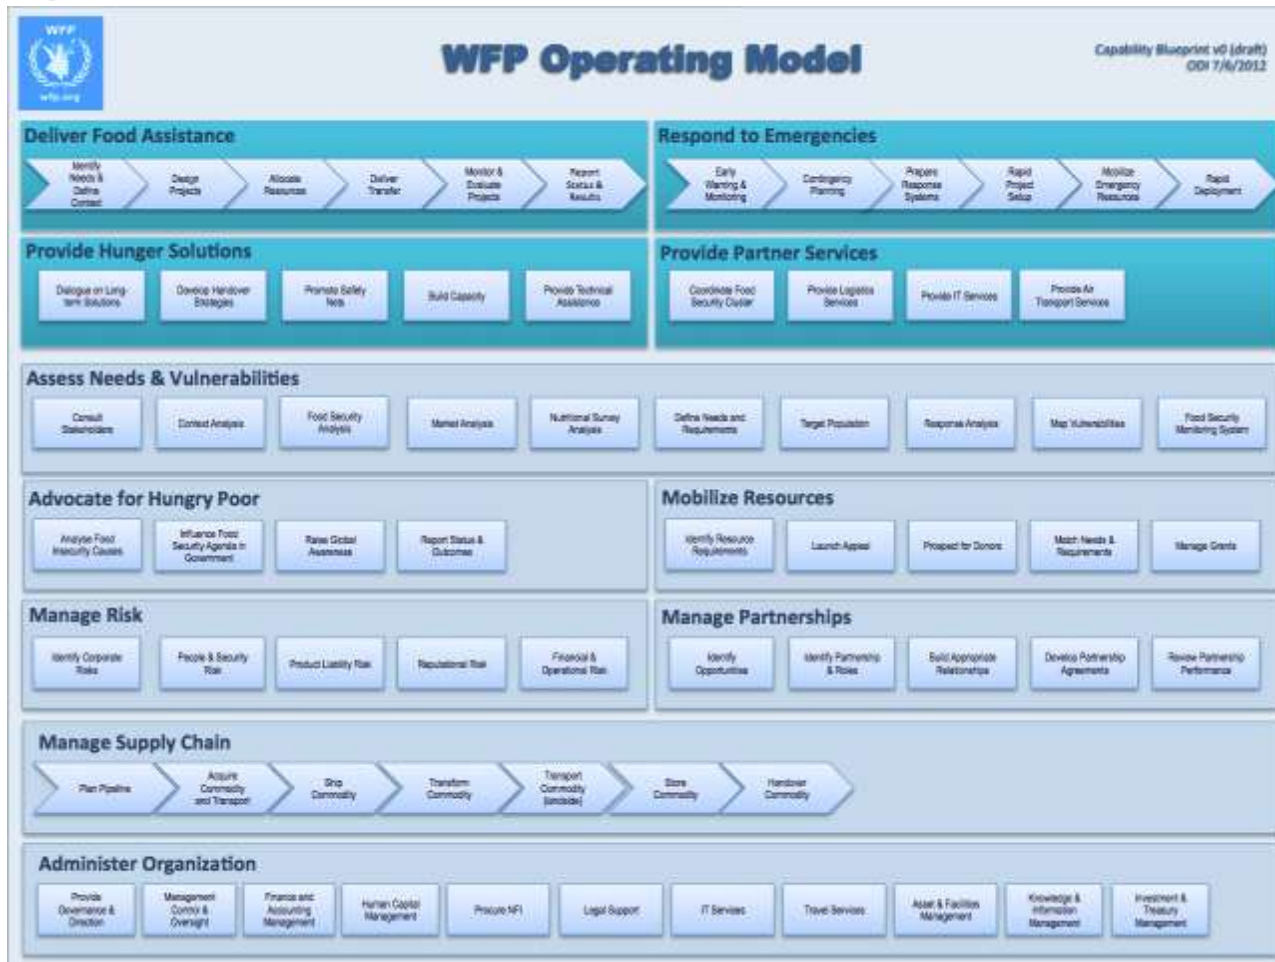 WFP
wfp.org
WFP Operating Model
Capability Blueprint v0 (draft)
ODI 7/6/2012
Deliver Food Assistance
Identify
Needs &
Define
Context
Design
Projects
Allocate
Resources
Deliver
Transfer
Monitor &
Evaluate
Projects
Report
Status &
Results
Respond to Emergencies
Early
Warning &
Monitoring
Contingency
Planning
Prepare
Response
Systems
Rapid
Project
Setup
Mobilize
Emergency
Resources
Rapid
Deployment
Provide Hunger Solutions
Dialogue on Long-
term Solutions
Develop Handover
Strategies
Promote Safety
Nets
Build Capacity
Provide Technical
Assistance
Provide Partner Services
Coordinate Food
Security Cluster
Provide Logistics
Services
Provide IT Services
Provide Air
Transport Services
Assess Needs & Vulnerabilities
Consult
Stakeholders
Context Analysis
Food Security
Analysis
Market Analysis
Nutritional Survey
Analysis
Define Needs and
Requirements
Target Population
Response Analysis
Map Vulnerabilities
Food Security
Monitoring System
Advocate for Hungry Poor
Analyse Food
Insecurity Causes
Influence Food
Security Agenda in
Government
Raise Global
Awareness
Report Status &
Outcomes
Mobilize Resources
Identify Resource
Requirements
Launch Appeal
Prospect for Donors
Match Needs &
Requirements
Manage Grants
Manage Risk
Identify Corporate
Risks
People & Security
Risk
Product Liability Risk
Reputational Risk
Financial &
Operational Risk
Manage Partnerships
Identify
Opportunities
Identify Partnership
& Roles
Build Appropriate
Relationships
Develop Partnership
Agreements
Review Partnership
Performance
Manage Supply Chain
Plan Pipeline
Acquire
Commodity
and Transport
Ship
Commodity
Transform
Commodity
Transport
Commodity
(landside)
Store
Commodity
Handover
Commodity
Administer Organization
Provide
Governance &
Direction
Management
Control &
Oversight
Finance and
Accounting
Management
Human Capital
Management
Procure NFI
Legal Support
IT Services
Travel Services
Asset & Facilities
Management
Knowledge &
Information
Management
Investment &
Treasury
Management